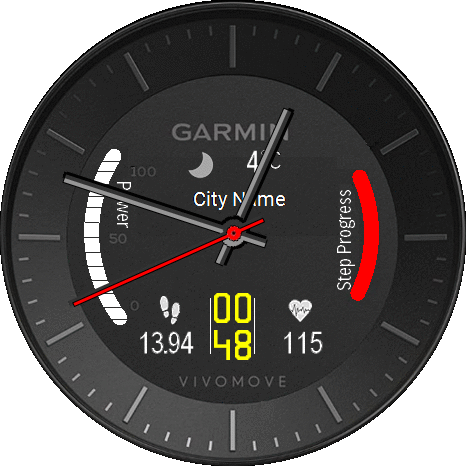 GARMIN
4°C
City Name
100
Power
50
0
Step Progress
00
48
13.94
115
VIVOMOVE